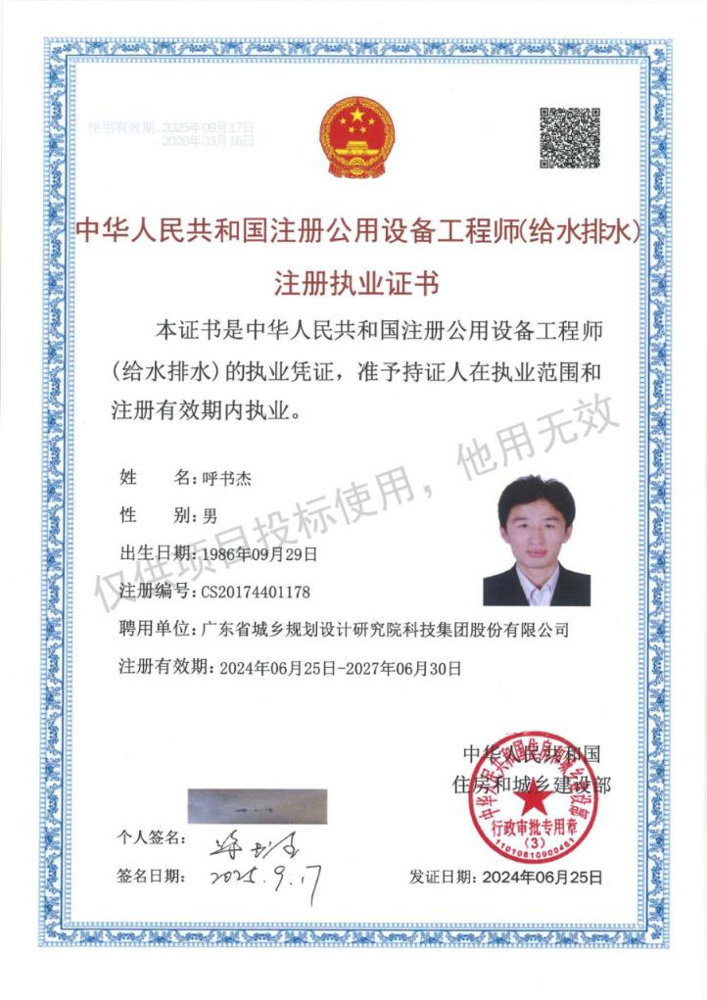 使用有效期: 2025年09月17日
- 2026年03月16日
中华人民共和国注册公用设备工程师(给水排水)
注册执业证书
本证书是中华人民共和国注册公用设备工程师
(给水排水)的执业凭证，准予持证人在执业范围和
注册有效期内执业。
仅供项目投标使用，他用无效
姓 名:呼书杰
性 别:男
出生日期:1986年09月29日
注册编号:CS20174401178
聘用单位:广东省城乡规划设计研究院科技集团股份有限公司
注册有效期:2024年06月25日-2027年06月30日
中华人民共和国
住房和城乡建设部
中华人民共和国住房和城乡建设部
行政审批专用章
(3)
个人签名:
签名日期: 2025.9.17
发证日期:2024年06月25日